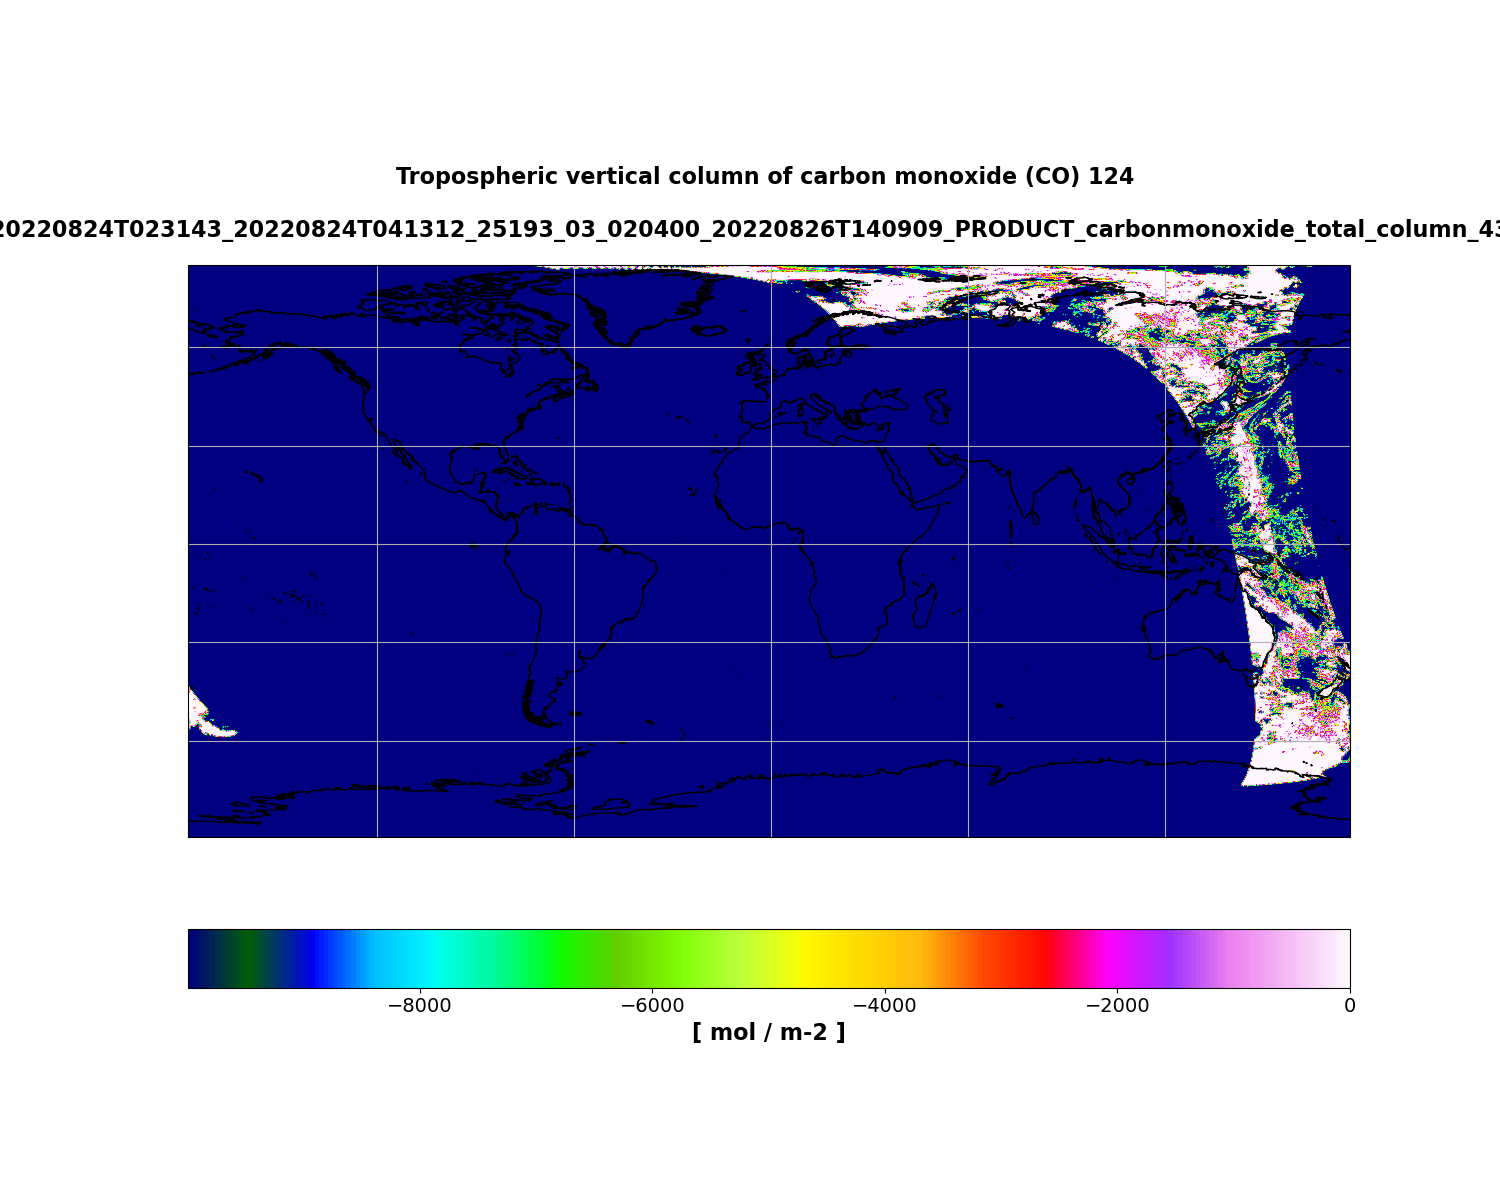 Tropospheric vertical column of carbon monoxide (CO) 124
20220824T023143_20220824T041312_25193_03_020400_20220826T140909_PRODUCT_carbonmonoxide_total_column_43
−8000 −6000 −4000 −2000 0
[ mol / m-2 ]